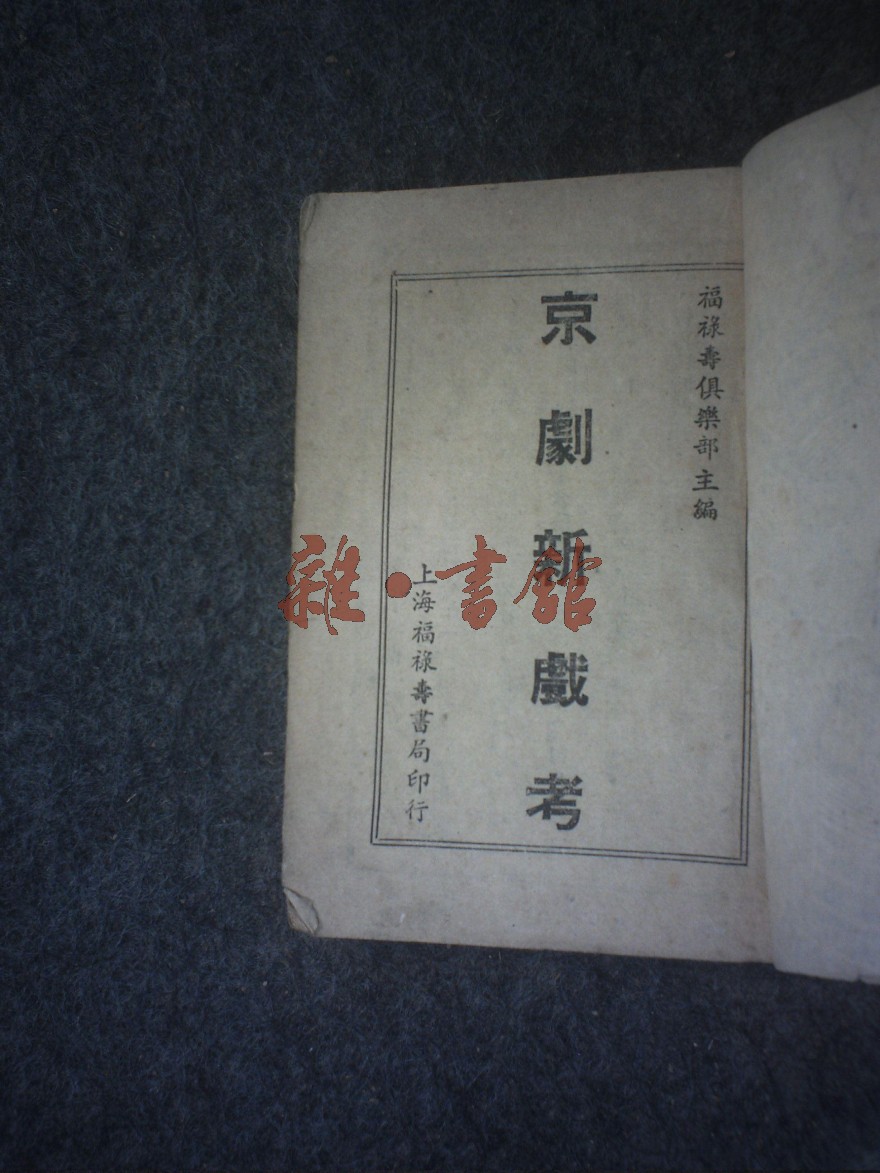 福祿壽俱樂部主編
京劇新戲考
上海福祿壽書局印行
雜·書館